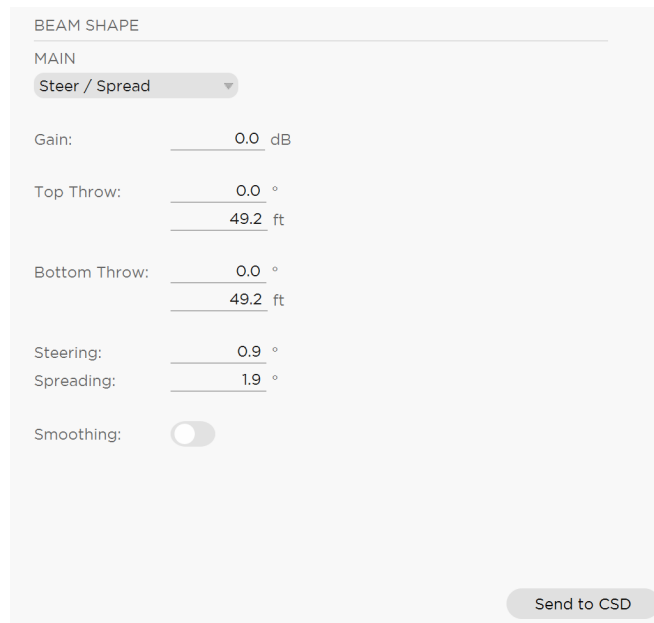 BEAM SHAPE
MAIN
Steer / Spread
Gain: 0.0 dB
Top Throw: 0.0 °
49.2 ft
Bottom Throw: 0.0 °
49.2 ft
Steering: 0.9 °
Spreading: 1.9 °
Smoothing:
Send to CSD